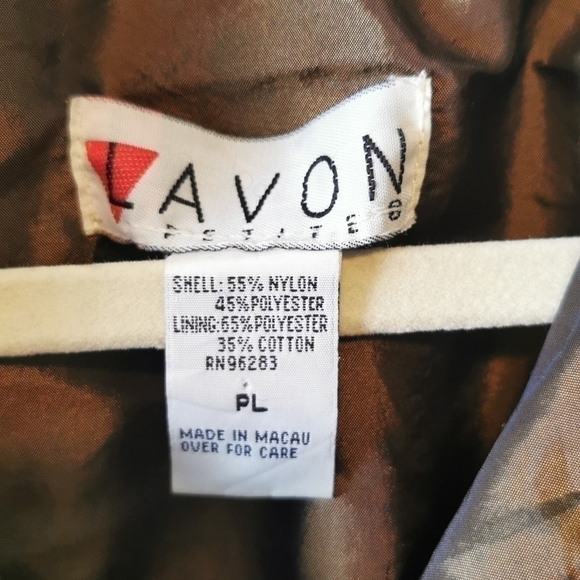 LAVON
PETITE
SHELL: 55% NYLON
45% POLYESTER
LINING: 65% POLYESTER
35% COTTON
RN96283
PL
MADE IN MACAU
OVER FOR CARE